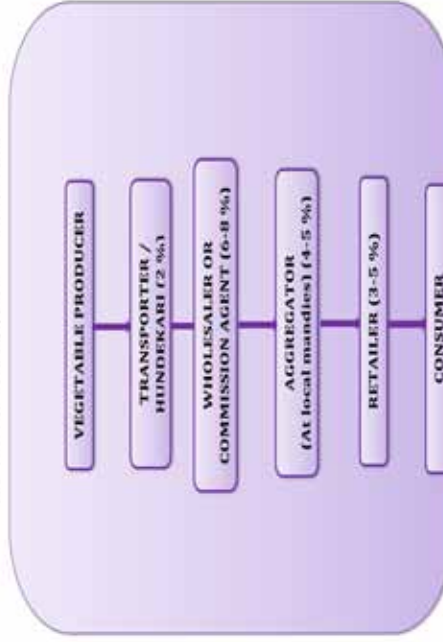 VEGETABLE PRODUCER
TRANSPORTER /
HUNDEKARI (2 %)
WHOLESALER OR
COMMISSION AGENT (6-8 %)
AGGREGATOR
(At local mandies) (4-5 %)
RETAILER (3-5 %)
CONSUMER